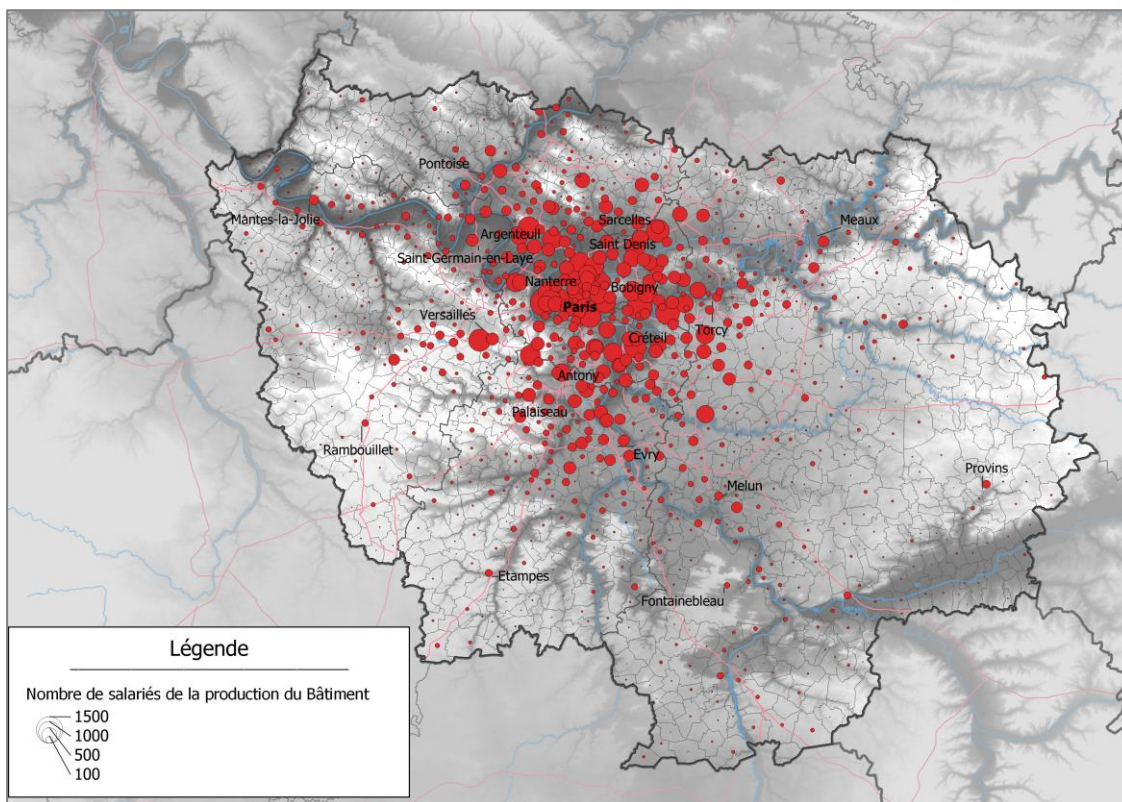 Pontoise
Mantes-la-Jolie
Sarcelles
Meaux
Argenteuil
Saint Denis
Saint-Germain-en-Laye
Nanterre
Bobigny
Paris
Versailles
Torcy
Créteil
Antony
Palaiseau
Rambouillet
Evry
Provins
Melun
Etampes
Fontainebleau
Légende
Nombre de salariés de la production du Bâtiment
1500
1000
500
100